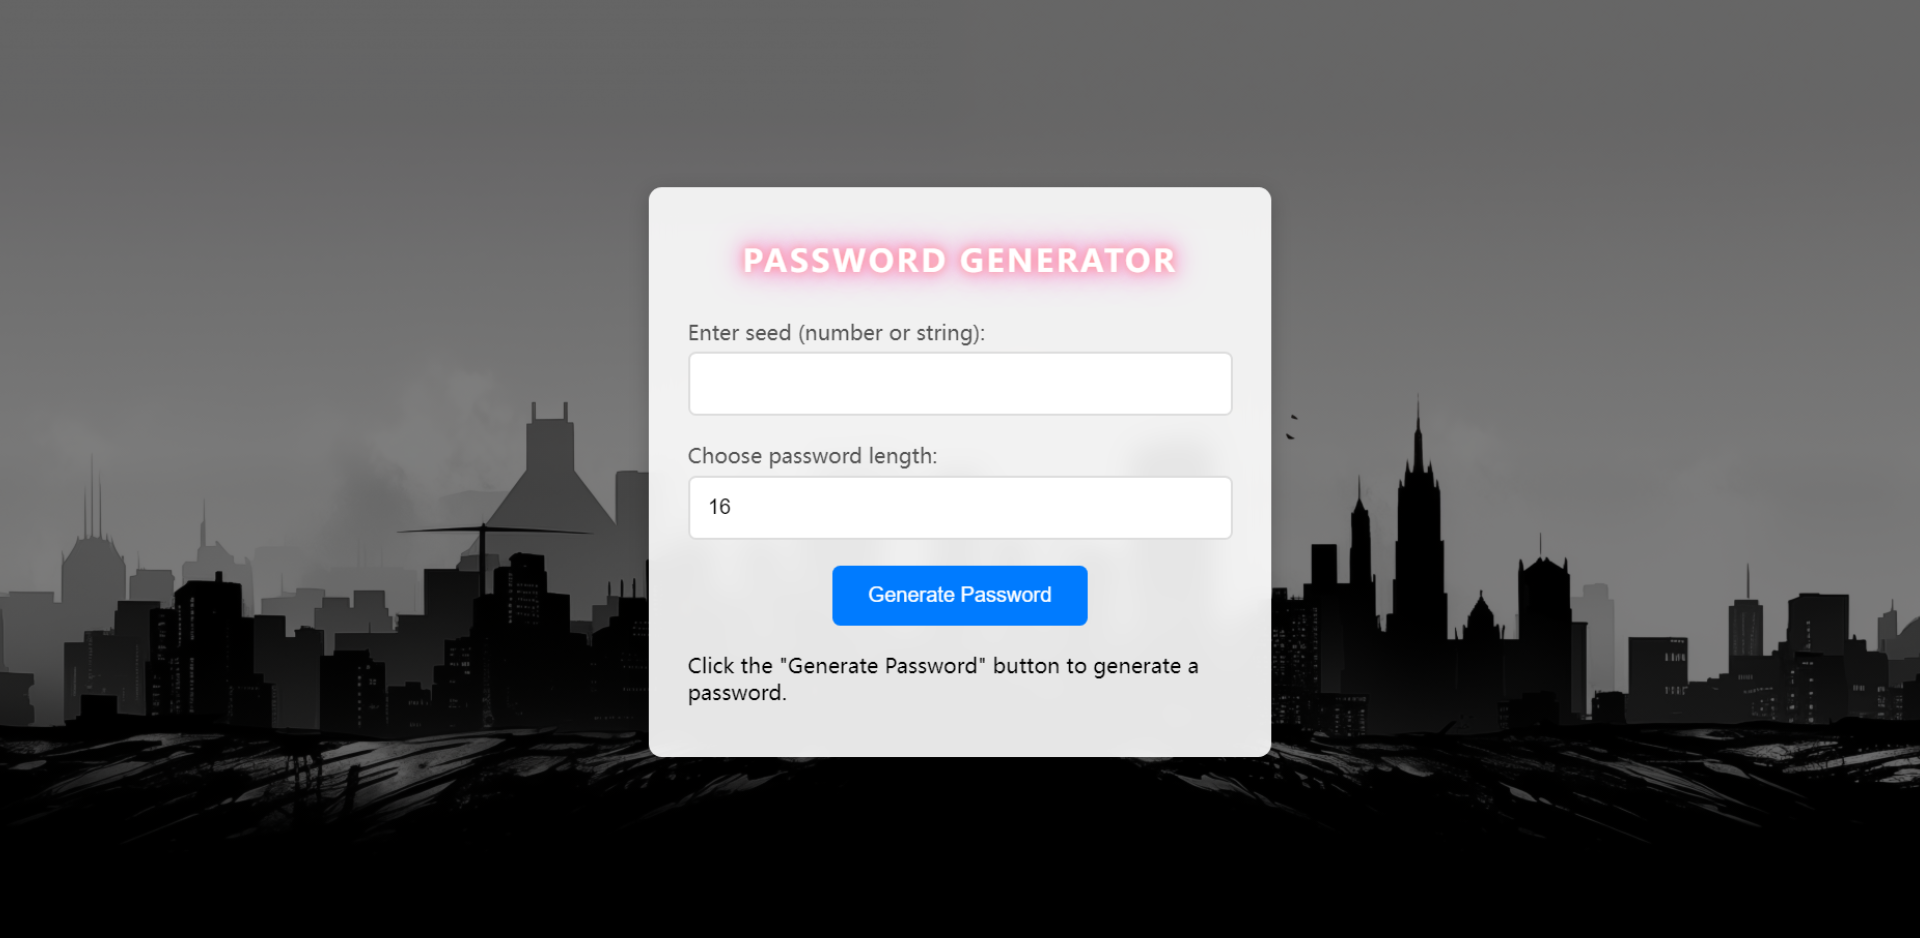 PASSWORD GENERATOR
Enter seed (number or string):
Choose password length:
16
Generate Password
Click the "Generate Password" button to generate a
password.